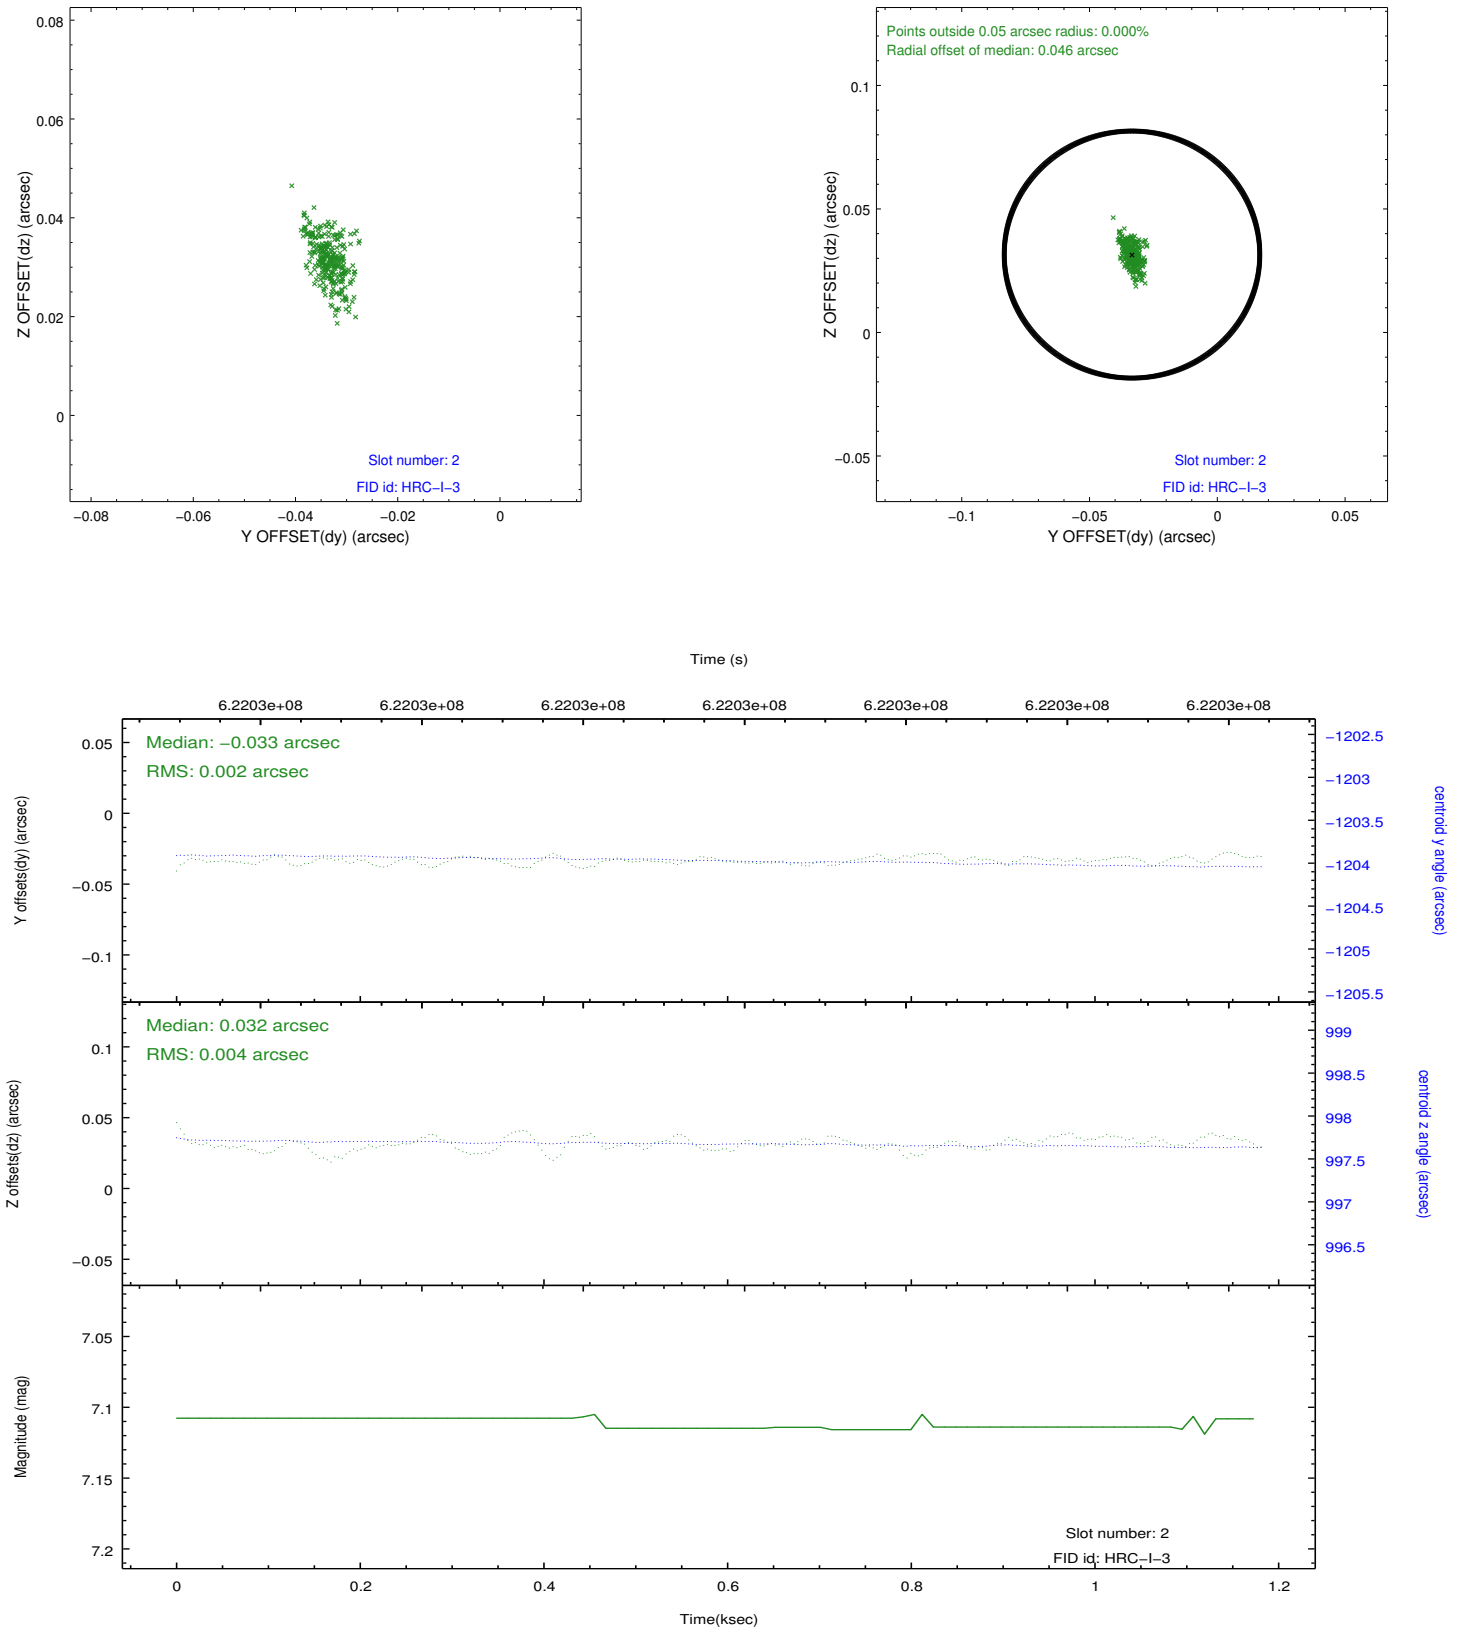 0.08
0.06
0.04
0.02
0
Z OFFSET(dz) (arcsec)
Slot number: 2
FID id: HRC−I−3
−0.08 −0.06 −0.04 −0.02 0
Y OFFSET(dy) (arcsec)
Points outside 0.05 arcsec radius: 0.000%
Radial offset of median: 0.046 arcsec
0.1
0.05
0
−0.05
Z OFFSET(dz) (arcsec)
Slot number: 2
FID id: HRC−I−3
−0.1 −0.05 0 0.05
Y OFFSET(dy) (arcsec)
Time (s)
6.2203e+08 6.2203e+08 6.2203e+08 6.2203e+08 6.2203e+08 6.2203e+08 6.2203e+08
Median: −0.033 arcsec
RMS: 0.002 arcsec
0.05
0
−0.05
−0.1
Y offsets(dy) (arcsec)
−1202.5
−1203
−1203.5
−1204
−1204.5
−1205
−1205.5
centroid y angle (arcsec)
Median: 0.032 arcsec
RMS: 0.004 arcsec
0.1
0.05
0
−0.05
Z offsets(dz) (arcsec)
999
998.5
998
997.5
997
996.5
centroid z angle (arcsec)
7.05
7.1
7.15
7.2
Magnitude (mag)
Slot number: 2
FID id: HRC−I−3
0 0.2 0.4 0.6 0.8 1 1.2
Time(ksec)